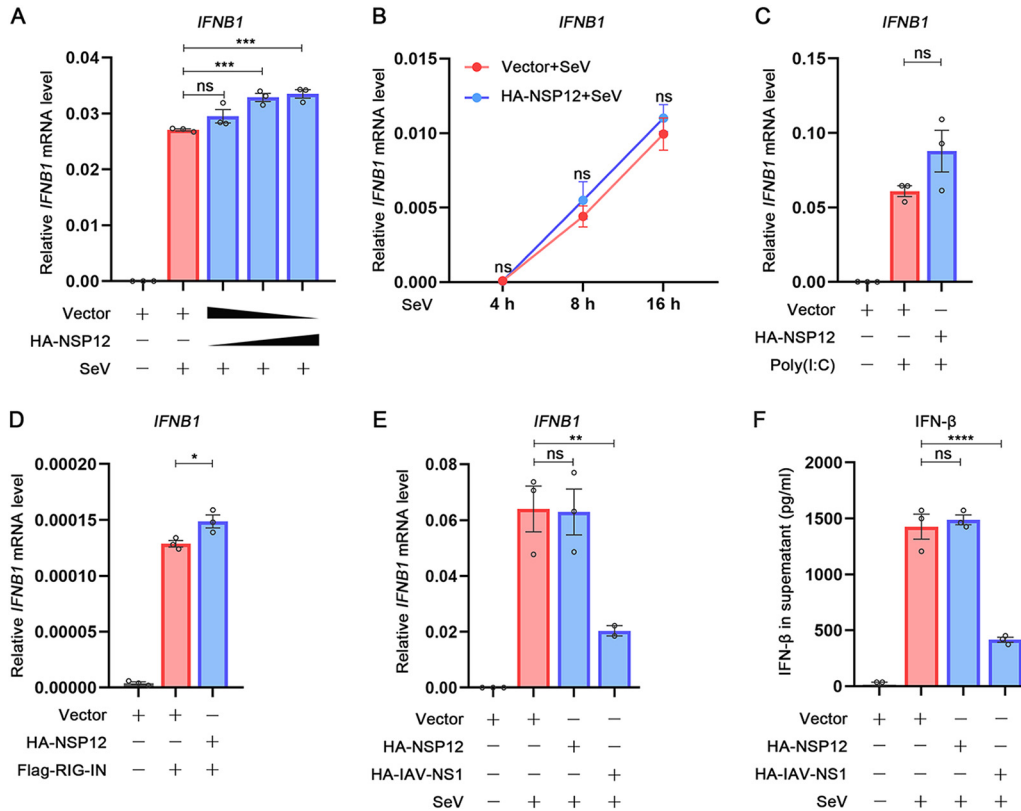 A
IFNB1
Relative IFNB1 mRNA level
0.04
0.03
0.02
0.01
0.00
ns
***
***
Vector + +
HA-NSP12 − −
SeV − + + + +
B
IFNB1
Relative IFNB1 mRNA level
0.015
0.010
0.005
0.000
Vector+SeV
HA-NSP12+SeV
ns
ns
ns
SeV 4 h 8 h 16 h
C
IFNB1
Relative IFNB1 mRNA level
0.15
0.10
0.05
0.00
ns
Vector + + −
HA-NSP12 − − +
Poly(I:C) − + +
D
IFNB1
Relative IFNB1 mRNA level
0.00020
0.00015
0.00010
0.00005
0.00000
*
Vector + + −
HA-NSP12 − − +
Flag-RIG-IN − + +
E
IFNB1
Relative IFNB1 mRNA level
0.08
0.06
0.04
0.02
0.00
**
ns
Vector + + − −
HA-NSP12 − − + −
HA-IAV-NS1 − − − +
SeV − + + +
F
IFN-β
IFN-β in supernatant (pg/ml)
2000
1500
1000
500
0
****
ns
Vector + + − −
HA-NSP12 − − + −
HA-IAV-NS1 − − − +
SeV − + + +